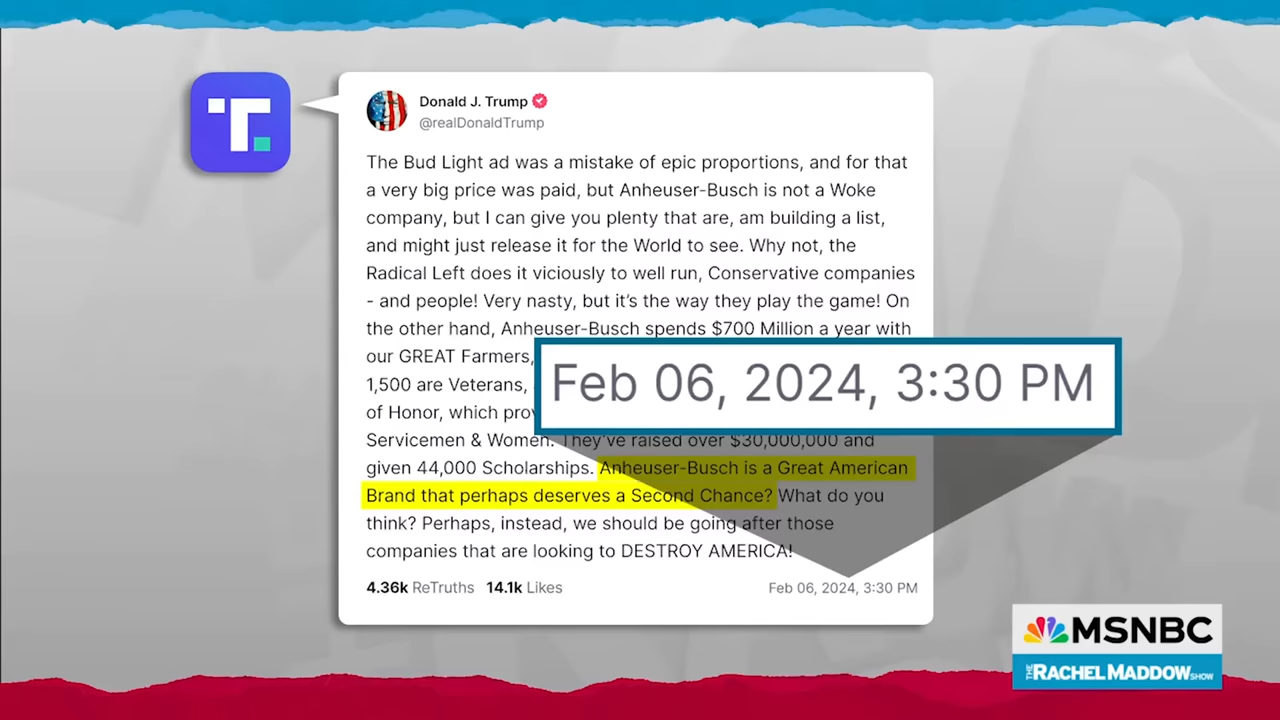 Donald J. Trump
@realDonaldTrump
The Bud Light ad was a mistake of epic proportions, and for that
a very big price was paid, but Anheuser-Busch is not a Woke
company, but I can give you plenty that are, am building a list,
and might just release it for the World to see. Why not, the
Radical Left does it viciously to well run, Conservative companies
- and people! Very nasty, but it's the way they play the game! On
the other hand, Anheuser-Busch spends $700 Million a year with
our GREAT Farmers,
1,500 are Veterans,
of Honor, which
Feb 06, 2024, 3:30 PM
Servicemen & Women. They've raised over $30,000,000 and
given 44,000 Scholarships. Anheuser-Busch is a Great American
Brand that perhaps deserves a Second Chance? What do you
think? Perhaps, instead, we should be going after those
companies that are looking to DESTROY AMERICA!
4.36k ReTruths 14.1k Likes
Feb 06, 2024, 3:30 PM
MSNBC
THE RACHEL MADDOW SHOW